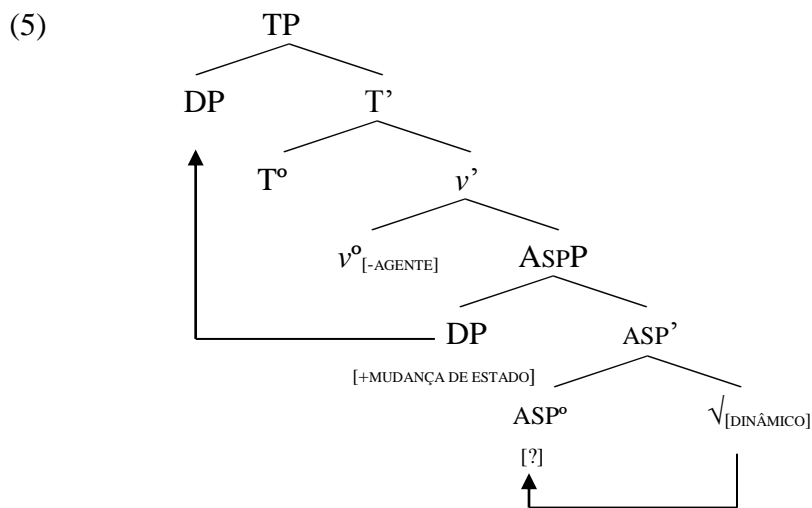 (5) TP
DP T’
Tº v’
vº[-AGENTE] ASPP
DP ASP’
[+MUDANÇA DE ESTADO]
ASPº √[DINÂMICO]
[?]